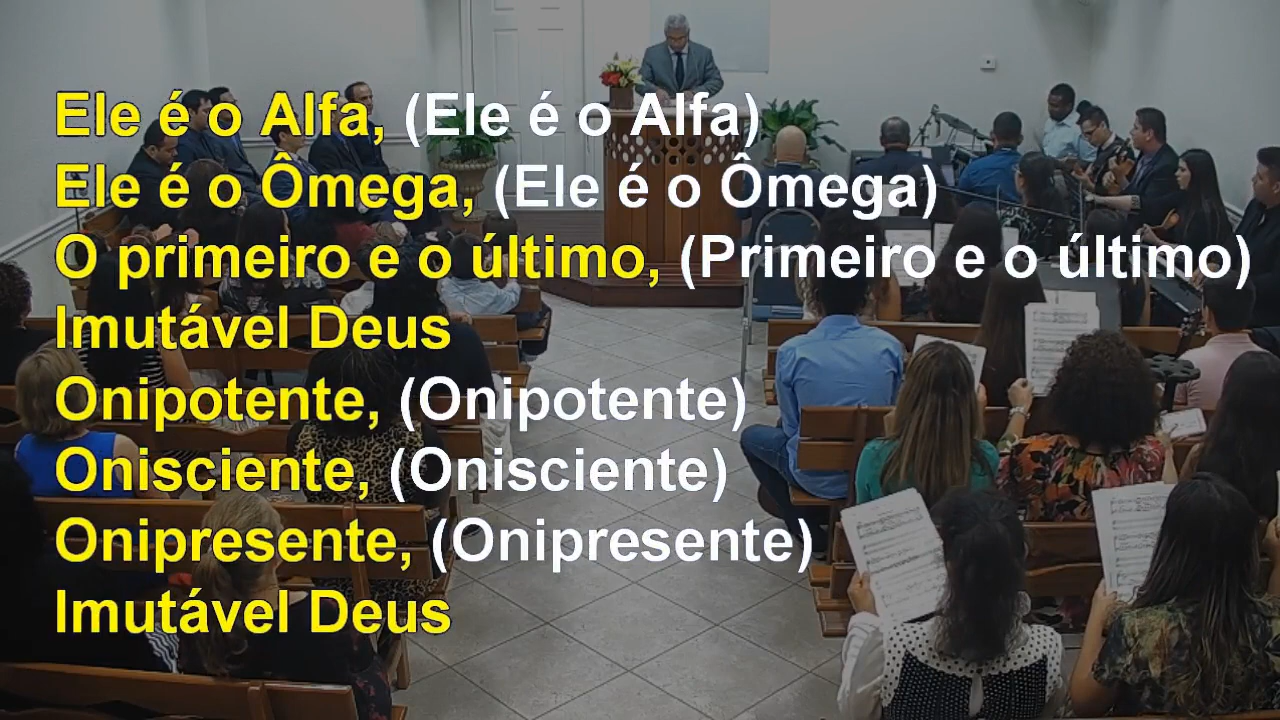 Ele é o Alfa, (Ele é o Alfa)
Ele é o Ômega, (Ele é o Ômega)
O primeiro e o último, (Primeiro e o último)
Imutável Deus
Onipotente, (Onipotente)
Onisciente, (Onisciente)
Onipresente, (Onipresente)
Imutável Deus